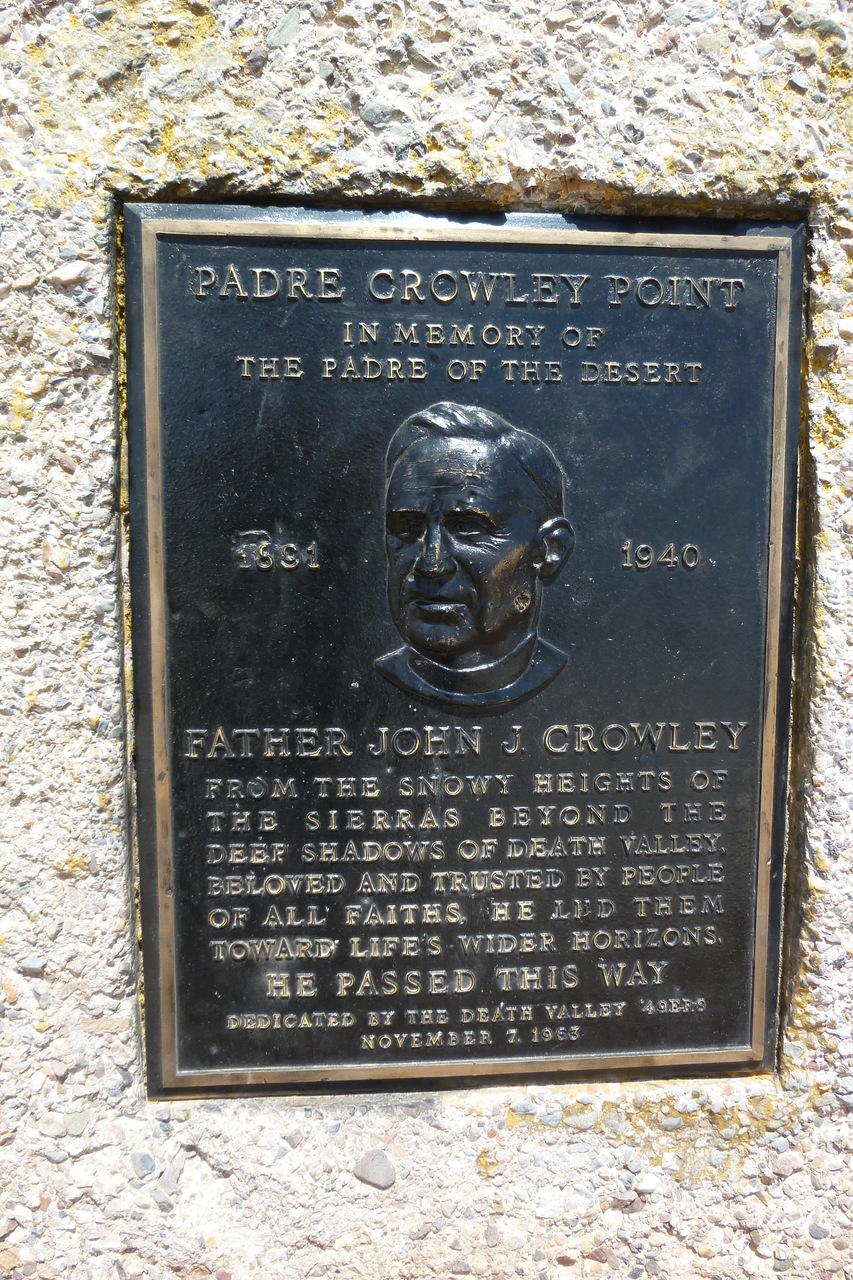 PADRE CROWLEY POINT
IN MEMORY OF
THE PADRE OF THE DESERT
1891 1940
FATHER JOHN J. CROWLEY
FROM THE SNOWY HEIGHTS OF
THE SIERRAS BEYOND THE
DEEP SHADOWS OF DEATH VALLEY,
BELOVED AND TRUSTED BY PEOPLE
OF ALL FAITHS, HE LED THEM
TOWARD LIFE'S WIDER HORIZONS.
HE PASSED THIS WAY
DEDICATED BY THE DEATH VALLEY '49ERS
NOVEMBER 7, 1963